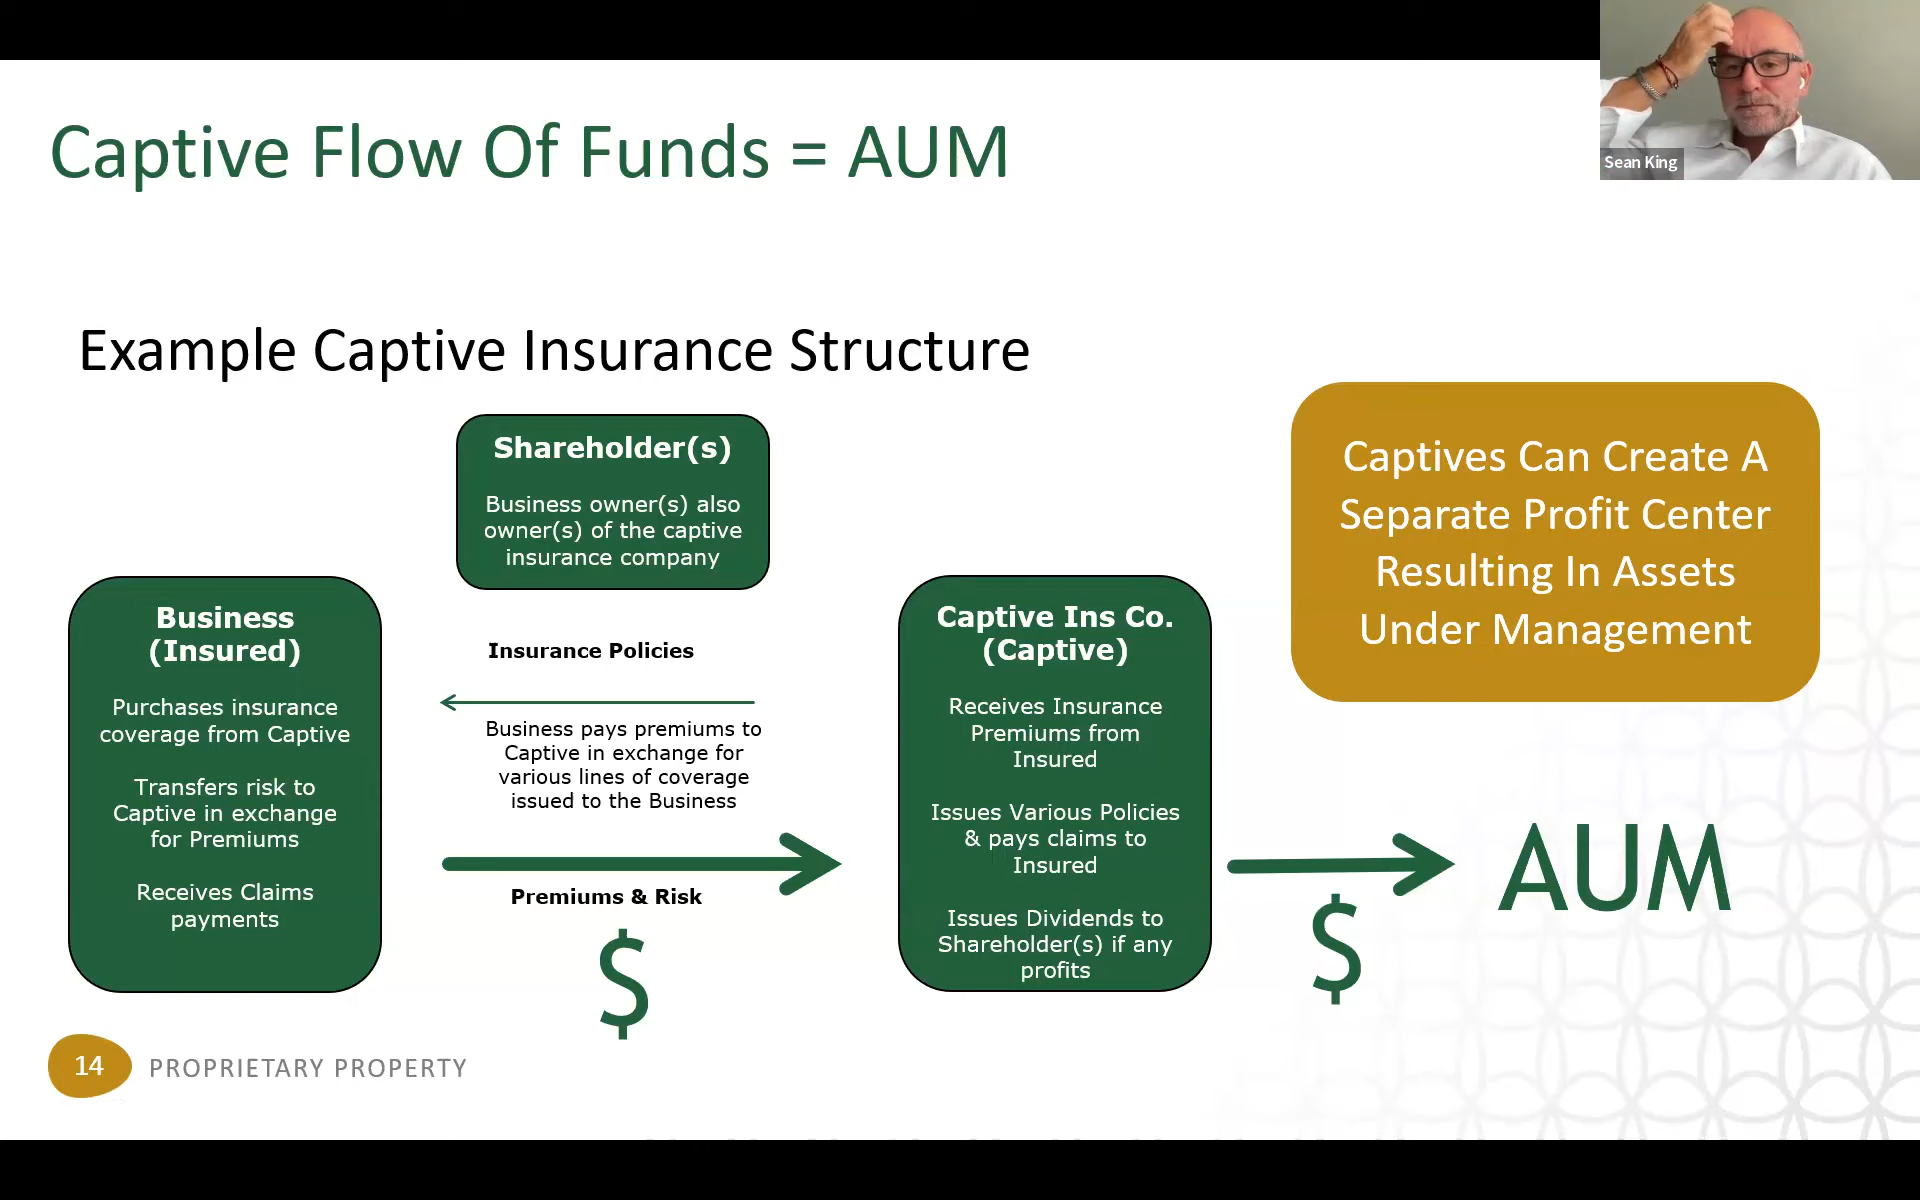 Sean King
Captive Flow Of Funds = AUM
Example Captive Insurance Structure
Shareholder(s)
Business owner(s) also
owner(s) of the captive
insurance company
Business
(Insured)
Purchases insurance
coverage from Captive
Transfers risk to
Captive in exchange
for Premiums
Receives Claims
payments
Insurance Policies
Business pays premiums to
Captive in exchange for
various lines of coverage
issued to the Business
Premiums & Risk
$
Captive Ins Co.
(Captive)
Receives Insurance
Premiums from
Insured
Issues Various Policies
& pays claims to
Insured
Issues Dividends to
Shareholder(s) if any
profits
Captives Can Create A
Separate Profit Center
Resulting In Assets
Under Management
$
AUM
14
PROPRIETARY PROPERTY